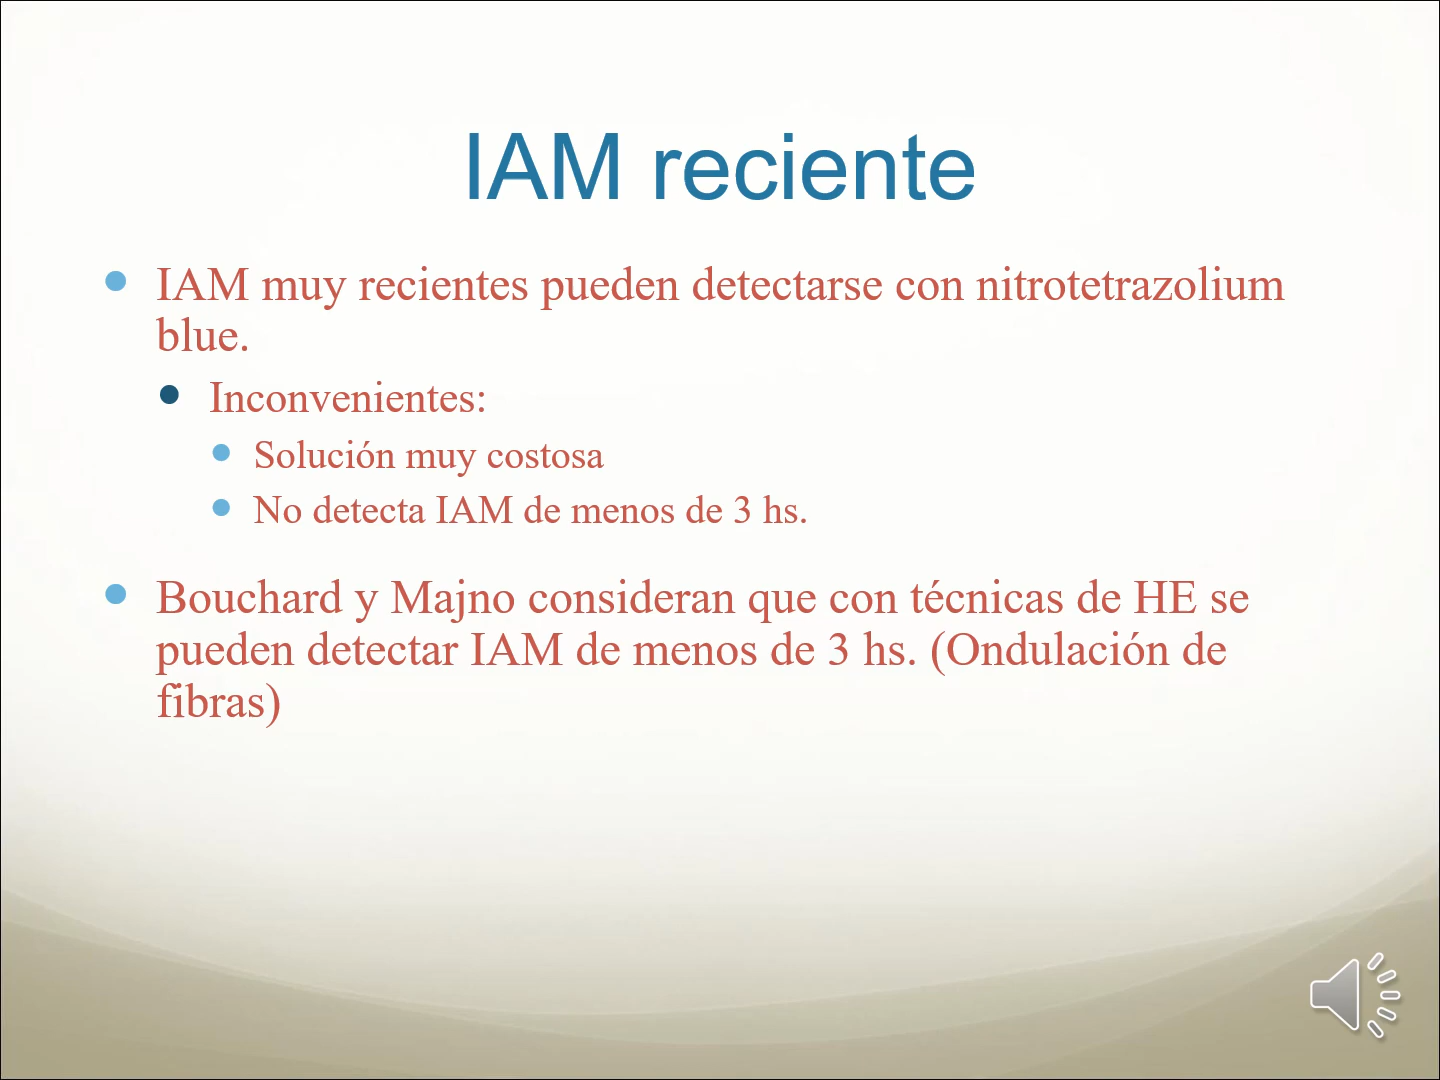 IAM reciente
IAM muy recientes pueden detectarse con nitrotetrazolium
blue.
Inconvenientes:
Solución muy costosa
No detecta IAM de menos de 3 hs.
Bouchard y Majno consideran que con técnicas de HE se
pueden detectar IAM de menos de 3 hs. (Ondulación de
fibras)